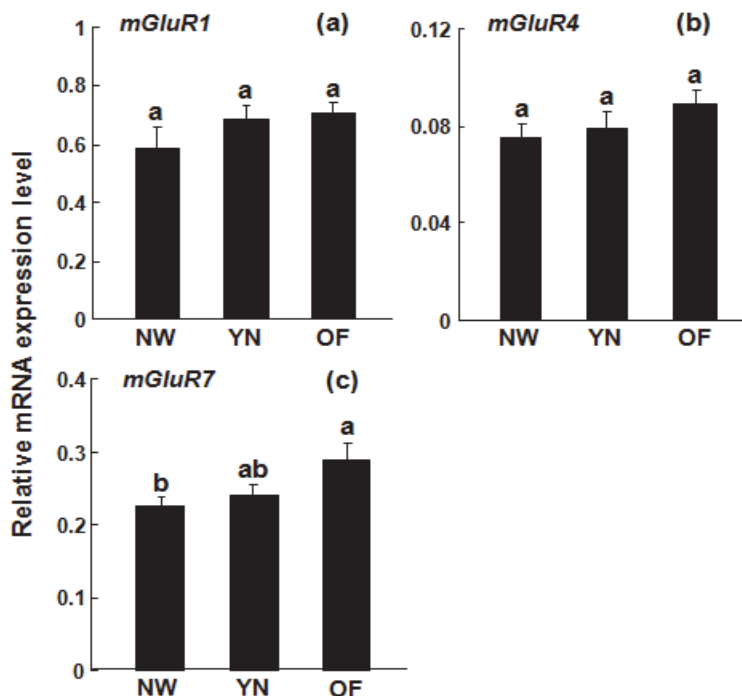 Relative mRNA expression level
mGluR1 (a)
1
0.8
0.6
0.4
0.2
0
a a a
NW YN OF
mGluR4 (b)
0.12
0.08
0.04
0
a a a
NW YN OF
mGluR7 (c)
0.4
0.3
0.2
0.1
0
b ab a
NW YN OF